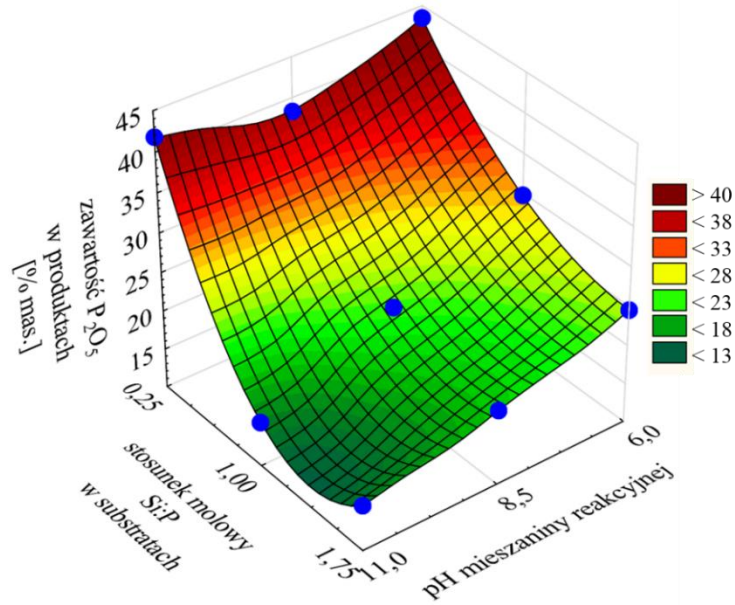 45
40
35
30
25
20
15
zawartość P₂O₅
w produktach
[% mas.]
0,25
1,00
1,75
stosunek molowy
Si:P
w substratach
11,0
8,5
6,0
pH mieszaniny reakcyjnej
> 40
< 38
< 33
< 28
< 23
< 18
< 13